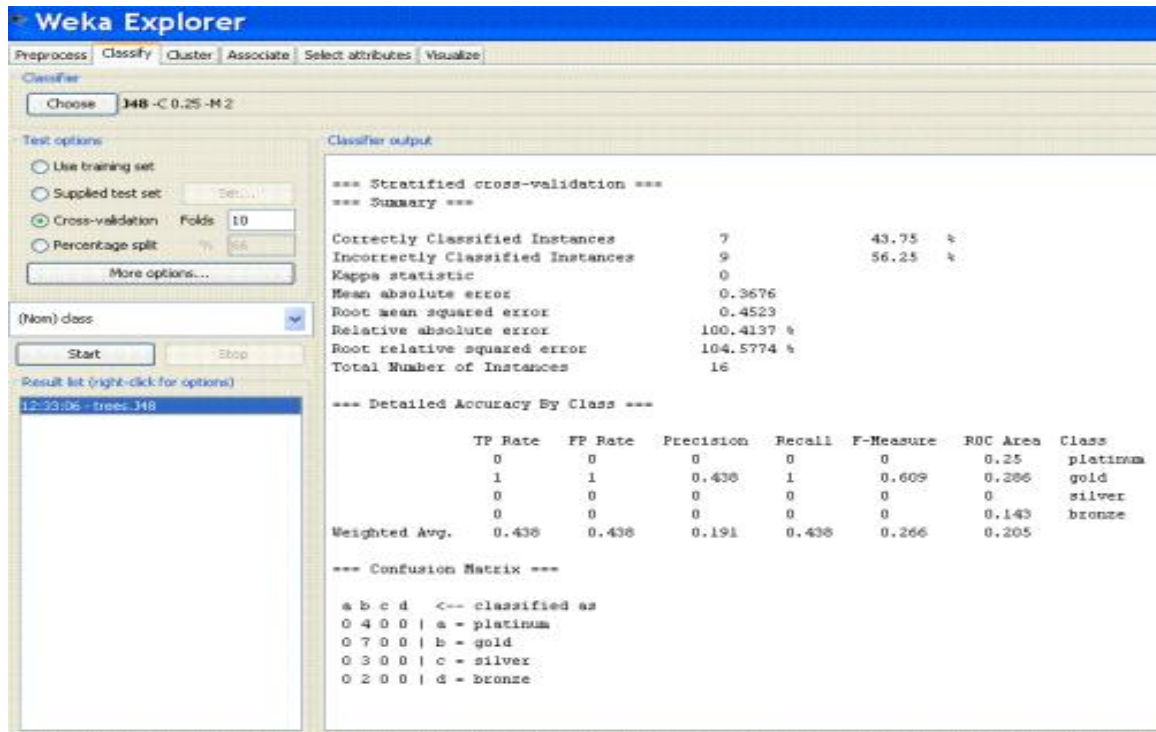 Weka Explorer
Preprocess Classify Cluster Associate Select attributes Visualize
Classifier
Choose J48 -C 0.25 -M 2
Test options
Use training set
Supplied test set Set...
Cross-validation Folds 10
Percentage split % 66
More options...
(Nom) class
Start Stop
Result list (right-click for options)
12:33:06 - trees.J48
Classifier output
=== Stratified cross-validation ===
=== Summary ===
Correctly Classified Instances 7 43.75 %
Incorrectly Classified Instances 9 56.25 %
Kappa statistic 0
Mean absolute error 0.3676
Root mean squared error 0.4523
Relative absolute error 100.4137 %
Root relative squared error 104.5774 %
Total Number of Instances 16
=== Detailed Accuracy By Class ===
TP Rate FP Rate Precision Recall F-Measure ROC Area Class
0 0 0 0 0 0.25 platinum
1 1 0.438 1 0.609 0.286 gold
0 0 0 0 0 0 silver
0 0 0 0 0 0.143 bronze
Weighted Avg. 0.438 0.438 0.191 0.438 0.266 0.205
=== Confusion Matrix ===
a b c d <-- classified as
0 4 0 0 | a = platinum
0 7 0 0 | b = gold
0 3 0 0 | c = silver
0 2 0 0 | d = bronze